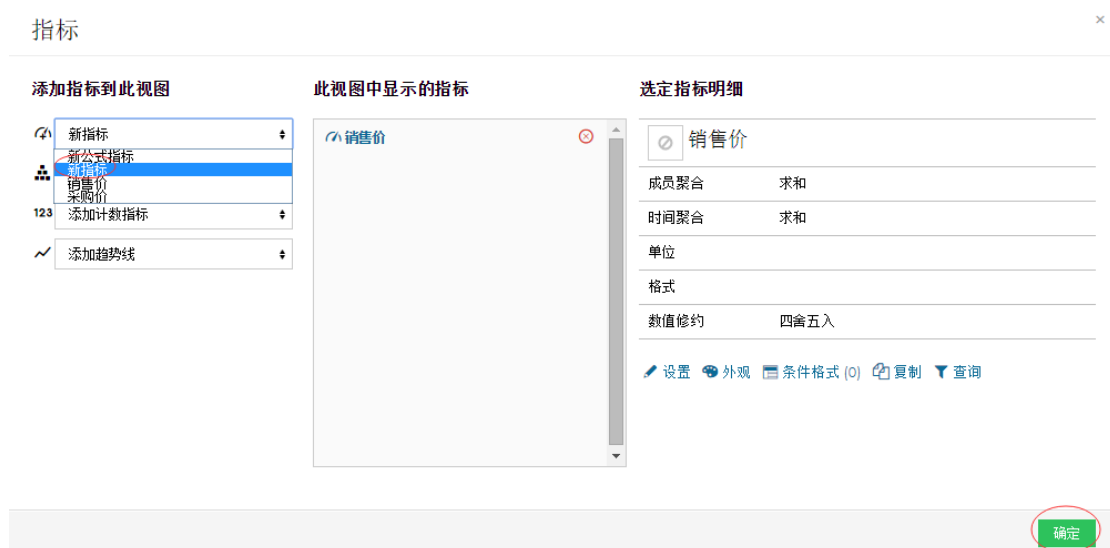 指标
×
添加指标到此视图
此视图中显示的指标
选定指标明细
新指标
新公式指标
新指标
销售价
采购价
123 添加计数指标
添加趋势线
销售价
销售价
成员聚合 求和
时间聚合 求和
单位
格式
数值修约 四舍五入
设置 外观 条件格式 (0) 复制 查询
确定